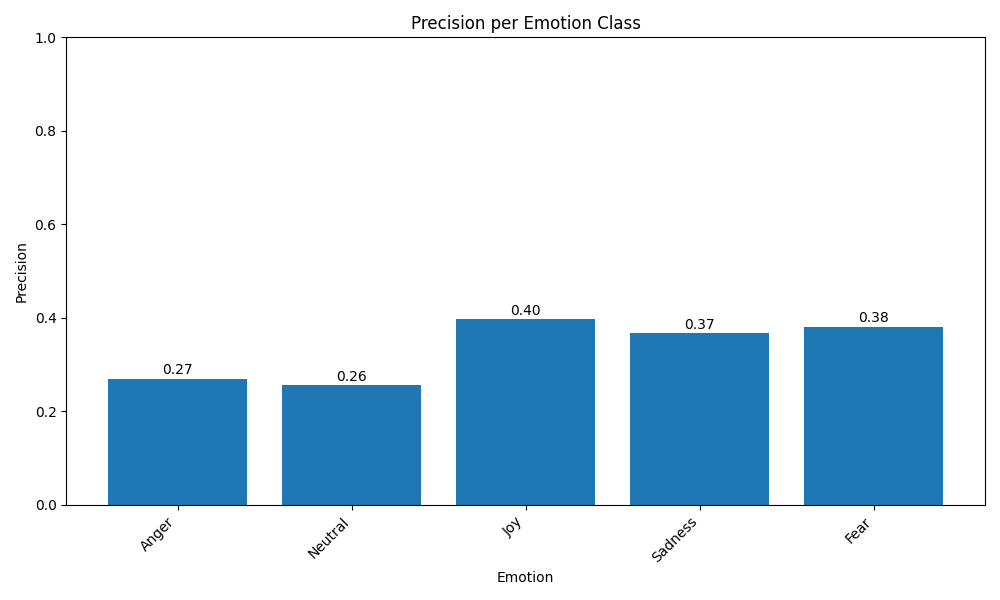 Precision per Emotion Class
1.0
0.8
0.6
0.4
0.2
0.0
Precision
0.27
0.26
0.40
0.37
0.38
Anger
Neutral
Joy
Sadness
Fear
Emotion